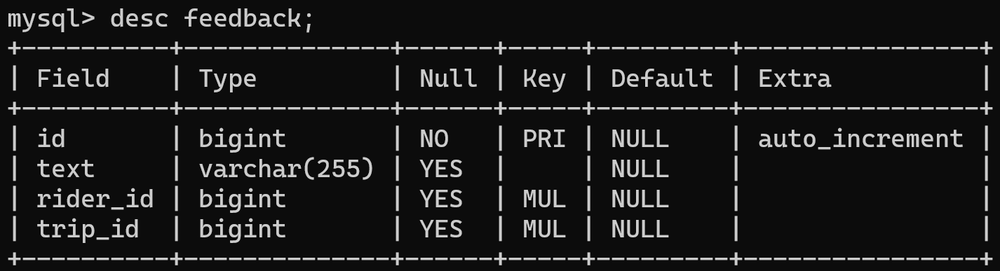 mysql> desc feedback;
+----------+--------------+------+-----+---------+----------------+
| Field    | Type         | Null | Key | Default | Extra          |
+----------+--------------+------+-----+---------+----------------+
| id       | bigint       | NO   | PRI | NULL    | auto_increment |
| text     | varchar(255) | YES  |     | NULL    |                |
| rider_id | bigint       | YES  | MUL | NULL    |                |
| trip_id  | bigint       | YES  | MUL | NULL    |                |
+----------+--------------+------+-----+---------+----------------+